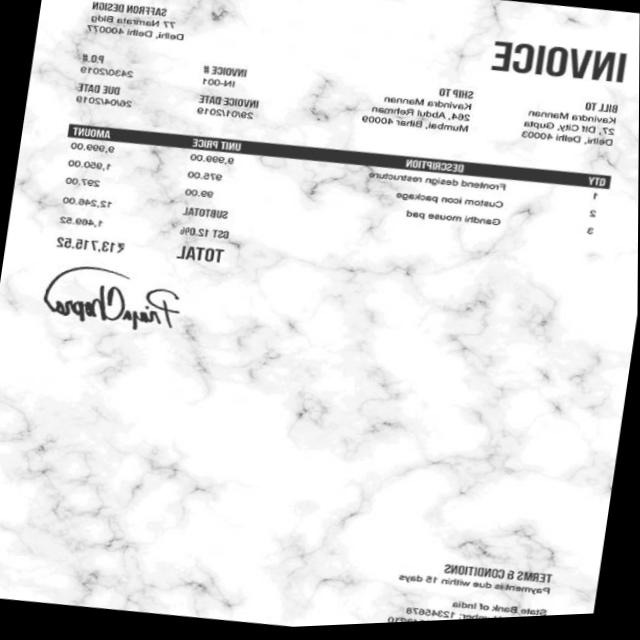 SAFFRON DESIGN
77 Namrata Bldg
Delhi, Delhi 400077
INVOICE
BILL TO
Kavindra Mannan
27, Dlf City, Gupta
Delhi, Delhi 40003
SHIP TO
Kavindra Mannan
264, Abdul Rehman
Mumbai, Bihar 40009
INVOICE #
IN-001
INVOICE DATE
29/01/2019
P.O.#
2430/2019
DUE DATE
26/04/2019
QTY DESCRIPTION UNIT PRICE AMOUNT
1 Frontend design restructure 9,999.00 9,999.00
2 Custom icon package 975.00 1,950.00
3 Gandhi mouse pad 99.00 297.00
SUBTOTAL 12,246.00
GST 12.0% 1,469.52
TOTAL ₹13,715.52
Priya Chopra
TERMS & CONDITIONS
Payment is due within 15 days
State Bank of India
12345678